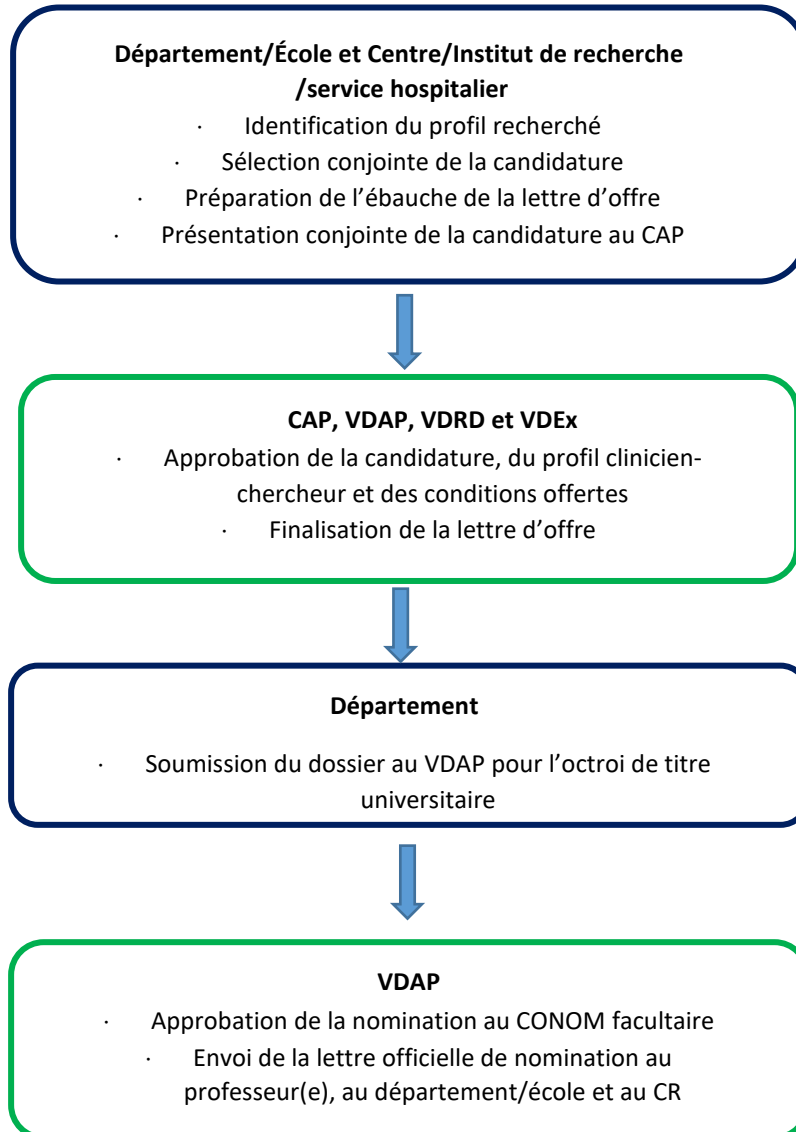 Département/École et Centre/Institut de recherche
/service hospitalier
· Identification du profil recherché
· Sélection conjointe de la candidature
· Préparation de l’ébauche de la lettre d’offre
· Présentation conjointe de la candidature au CAP
CAP, VDAP, VDRD et VDEx
· Approbation de la candidature, du profil clinicien-
chercheur et des conditions offertes
· Finalisation de la lettre d’offre
Département
· Soumission du dossier au VDAP pour l’octroi de titre
universitaire
VDAP
· Approbation de la nomination au CONOM facultaire
· Envoi de la lettre officielle de nomination au
professeur(e), au département/école et au CR